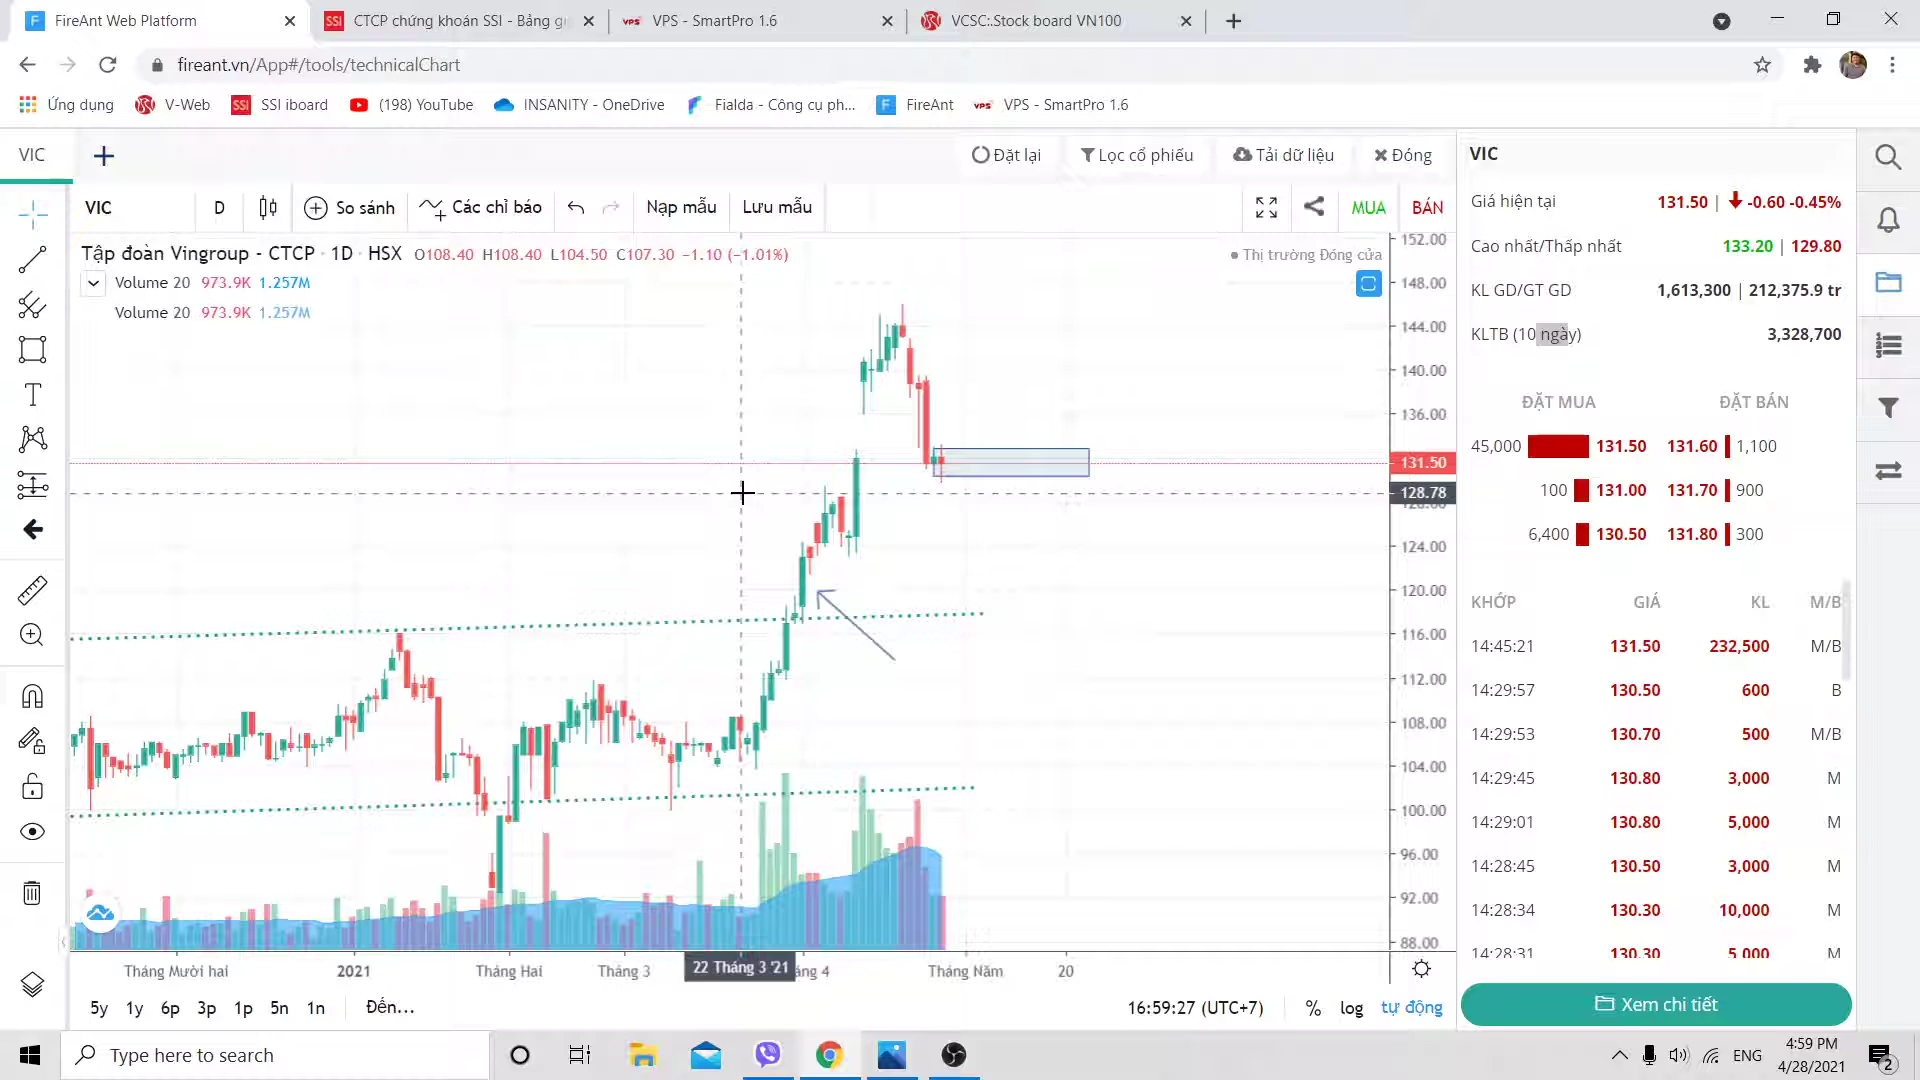 FireAnt Web Platform
CTCP chứng khoán SSI - Bảng g
VPS - SmartPro 1.6
VCSC:.Stock board VN100
fireant.vn/App#/tools/technicalChart
Ứng dụng
V-Web
SSI iboard
(198) YouTube
INSANITY - OneDrive
Fialda - Công cụ ph...
FireAnt
VPS - SmartPro 1.6
VIC
Đặt lại
Lọc cổ phiếu
Tải dữ liệu
Đóng
VIC
D
So sánh
Các chỉ báo
Nạp mẫu
Lưu mẫu
MUA
BÁN
Tập đoàn Vingroup - CTCP · 1D · HSX O108.40 H108.40 L104.50 C107.30 −1.10 (−1.01%)
Thị trường Đóng cửa
Volume 20 973.9K 1.257M
Volume 20 973.9K 1.257M
152.00
148.00
144.00
140.00
136.00
131.50
128.78
124.00
120.00
116.00
112.00
108.00
104.00
100.00
96.00
92.00
88.00
Tháng Mười hai
2021
Tháng Hai
Tháng 3
22 Tháng 3 '21
áng 4
Tháng Năm
20
5y 1y 6p 3p 1p 5n 1n Đến...
16:59:27 (UTC+7) % log tự động
VIC
Giá hiện tại 131.50 | -0.60 -0.45%
Cao nhất/Thấp nhất 133.20 | 129.80
KL GD/GT GD 1,613,300 | 212,375.9 tr
KLTB (10 ngày) 3,328,700
ĐẶT MUA ĐẶT BÁN
45,000 131.50 131.60 1,100
100 131.00 131.70 900
6,400 130.50 131.80 300
KHỚP GIÁ KL M/B
14:45:21 131.50 232,500 M/B
14:29:57 130.50 600 B
14:29:53 130.70 500 M/B
14:29:45 130.80 3,000 M
14:29:01 130.80 5,000 M
14:28:45 130.50 3,000 M
14:28:34 130.30 10,000 M
14:28:31 130.30 5,000 M
Xem chi tiết
Type here to search
ENG
4:59 PM
4/28/2021
2